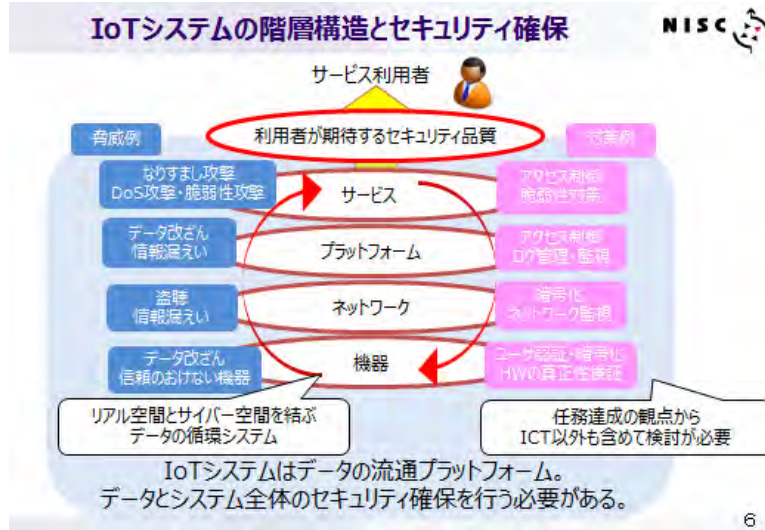 IoTシステムの階層構造とセキュリティ確保
NISC
サービス利用者
脅威例
利用者が期待するセキュリティ品質
対策例
なりすまし攻撃
DoS攻撃・脆弱性攻撃
サービス
アクセス制御
脆弱性対策
データ改ざん
情報漏えい
プラットフォーム
アクセス制御
ログ管理・監視
盗聴
情報漏えい
ネットワーク
暗号化
ネットワーク監視
データ改ざん
信頼のおけない機器
機器
ユーザ認証・暗号化
HWの真正性検証
リアル空間とサイバー空間を結ぶ
データの循環システム
任務達成の観点から
ICT以外も含めて検討が必要
IoTシステムはデータの流通プラットフォーム。
データとシステム全体のセキュリティ確保を行う必要がある。
6